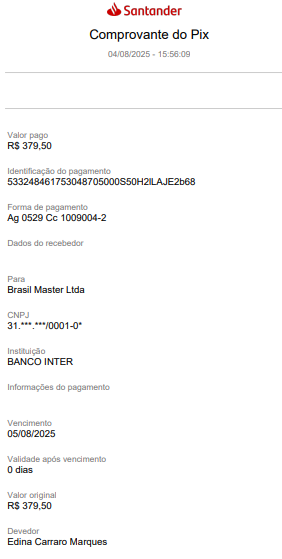 Santander
Comprovante do Pix
04/08/2025 - 15:56:09
Valor pago
R$ 379,50
Identificação do pagamento
533248461753048705000S50H2ILAJE2b68
Forma de pagamento
Ag 0529 Cc 1009004-2
Dados do recebedor
Para
Brasil Master Ltda
CNPJ
31.***.***/0001-0*
Instituição
BANCO INTER
Informações do pagamento
Vencimento
05/08/2025
Validade após vencimento
0 dias
Valor original
R$ 379,50
Devedor
Edina Carraro Marques